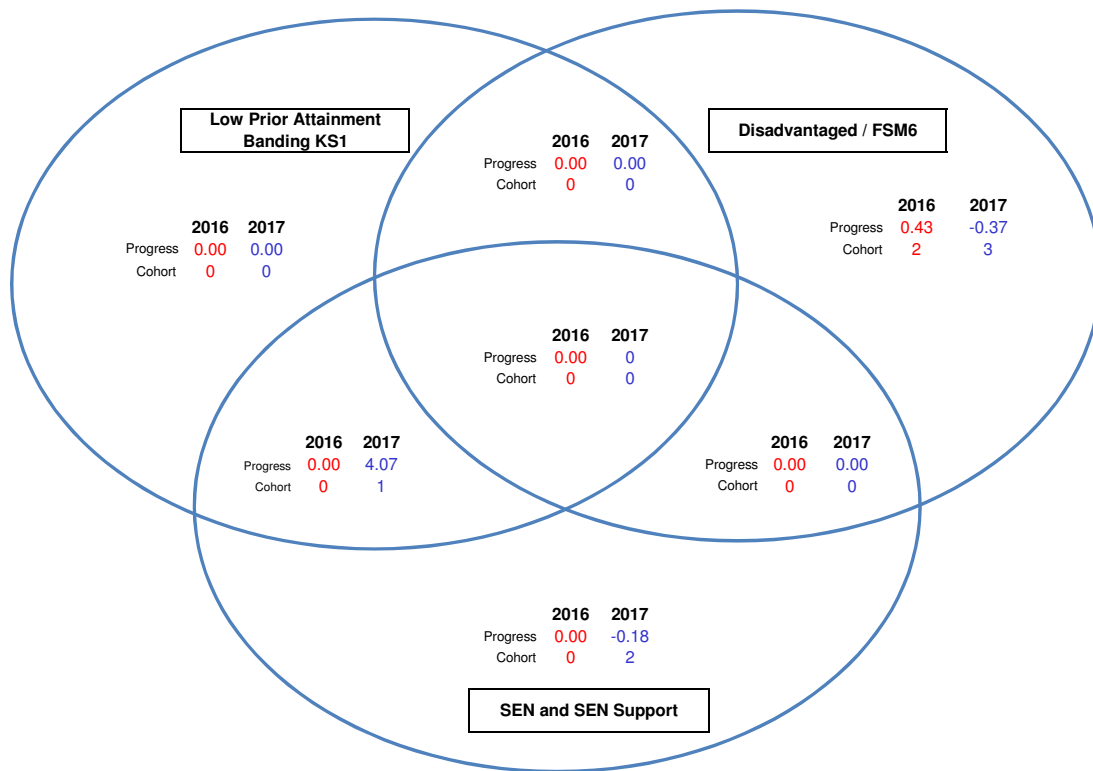 Low Prior Attainment
Banding KS1
Disadvantaged / FSM6
2016 2017
Progress 0.00 0.00
Cohort 0 0
2016 2017
Progress 0.43 -0.37
Cohort 2 3
2016 2017
Progress 0.00 0.00
Cohort 0 0
2016 2017
Progress 0.00 0
Cohort 0 0
2016 2017
Progress 0.00 4.07
Cohort 0 1
2016 2017
Progress 0.00 0.00
Cohort 0 0
2016 2017
Progress 0.00 -0.18
Cohort 0 2
SEN and SEN Support